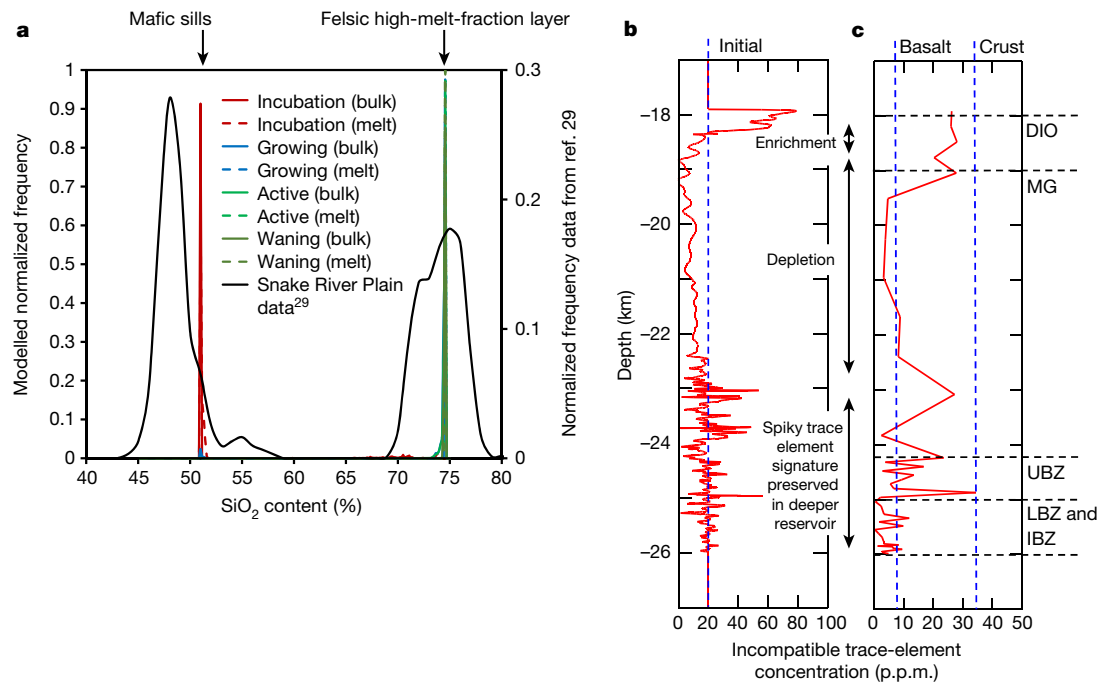 a
Mafic sills
Felsic high-melt-fraction layer
1
0.9
0.8
0.7
0.6
0.5
0.4
0.3
0.2
0.1
0
Modelled normalized frequency
0.3
0.2
0.1
0
Normalized frequency data from ref. 29
Incubation (bulk)
Incubation (melt)
Growing (bulk)
Growing (melt)
Active (bulk)
Active (melt)
Waning (bulk)
Waning (melt)
Snake River Plain
data29
40 45 50 55 60 65 70 75 80
SiO2 content (%)
b
Initial
−18
−20
−22
−24
−26
Depth (km)
Enrichment
Depletion
Spiky trace
element
signature
preserved
in deeper
reservoir
0 20 40 60 80 100
c
Basalt
Crust
DIO
MG
UBZ
LBZ and
IBZ
0 10 20 30 40 50
Incompatible trace-element
concentration (p.p.m.)